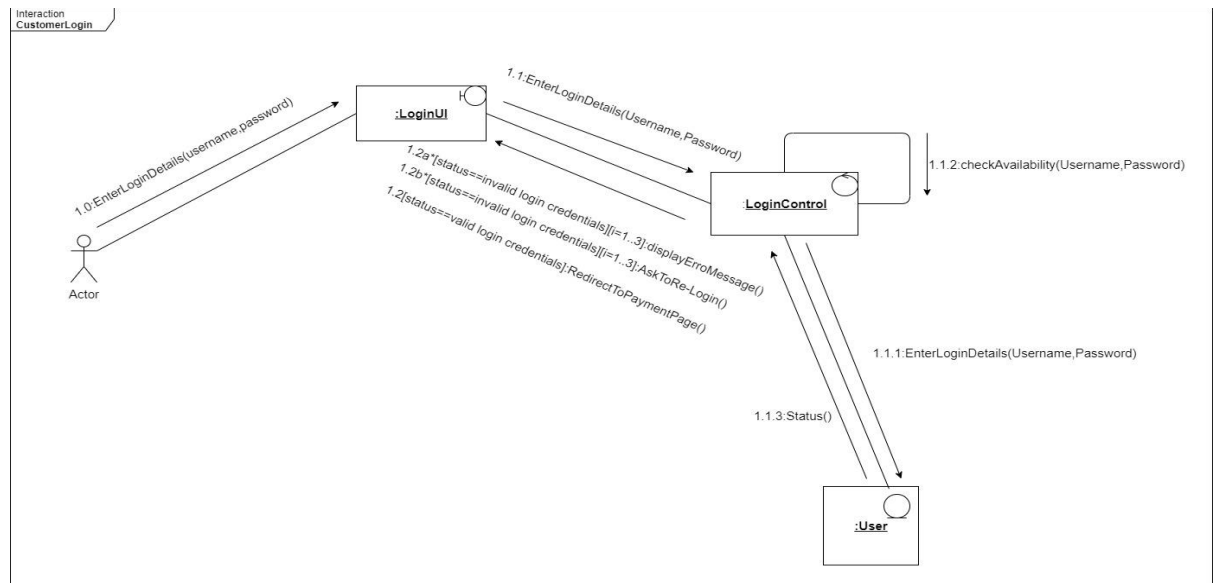 Interaction
CustomerLogin
1.0:EnterLoginDetails(username,password)
:LoginUI
1.1:EnterLoginDetails(Username,Password)
1.2a*[status==invalid login credentials][i=1..3]:displayErroMessage()
1.2b*[status==invalid login credentials][i=1..3]:AskToRe-Login()
1.2[status==valid login credentials]:RedirectToPaymentPage()
:LoginControl
1.1.2:checkAvailability(Username,Password)
Actor
1.1.1:EnterLoginDetails(Username,Password)
1.1.3:Status()
:User